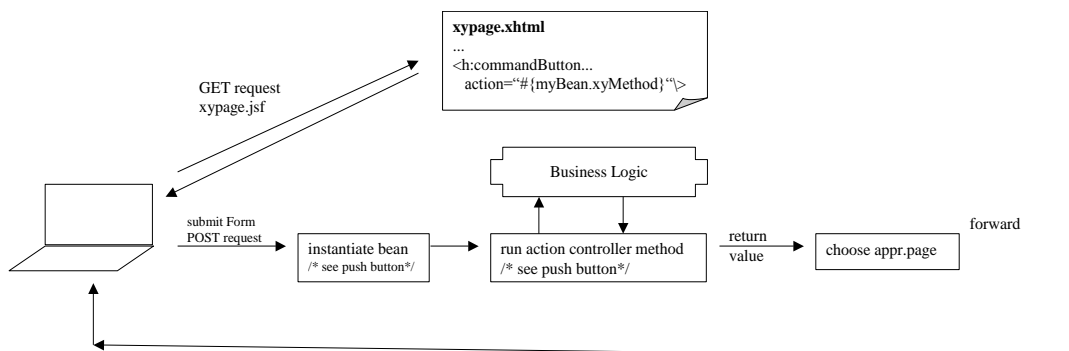 xypage.xhtml
...
<h:commandButton...
action=“#{myBean.xyMethod}“\>
GET request
xypage.jsf
Business Logic
submit Form
POST request
instantiate bean
/* see push button*/
run action controller method
/* see push button*/
return
value
choose appr.page
forward